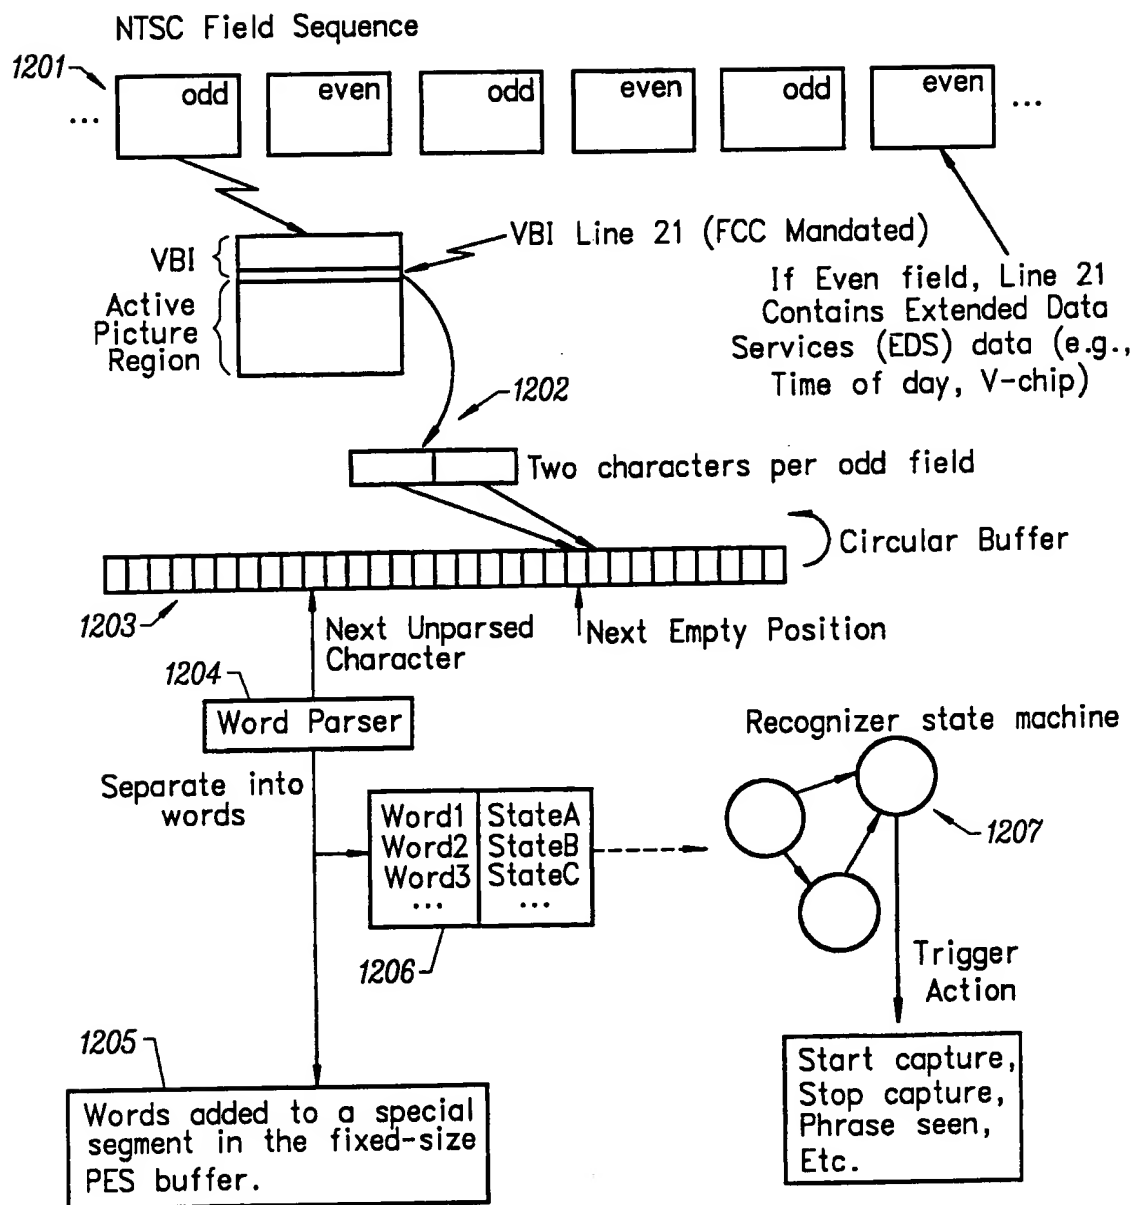 NTSC Field Sequence
1201
... odd even odd even odd even ...
VBI
VBI Line 21 (FCC Mandated)
Active
Picture
Region
If Even field, Line 21
Contains Extended Data
Services (EDS) data (e.g.,
Time of day, V-chip)
1202
Two characters per odd field
Circular Buffer
1203
Next Unparsed
Character
Next Empty Position
1204
Word Parser
Separate into
words
Recognizer state machine
Word1 StateA
Word2 StateB
Word3 StateC
... ...
1206
1207
Trigger
Action
1205
Words added to a special
segment in the fixed-size
PES buffer.
Start capture,
Stop capture,
Phrase seen,
Etc.